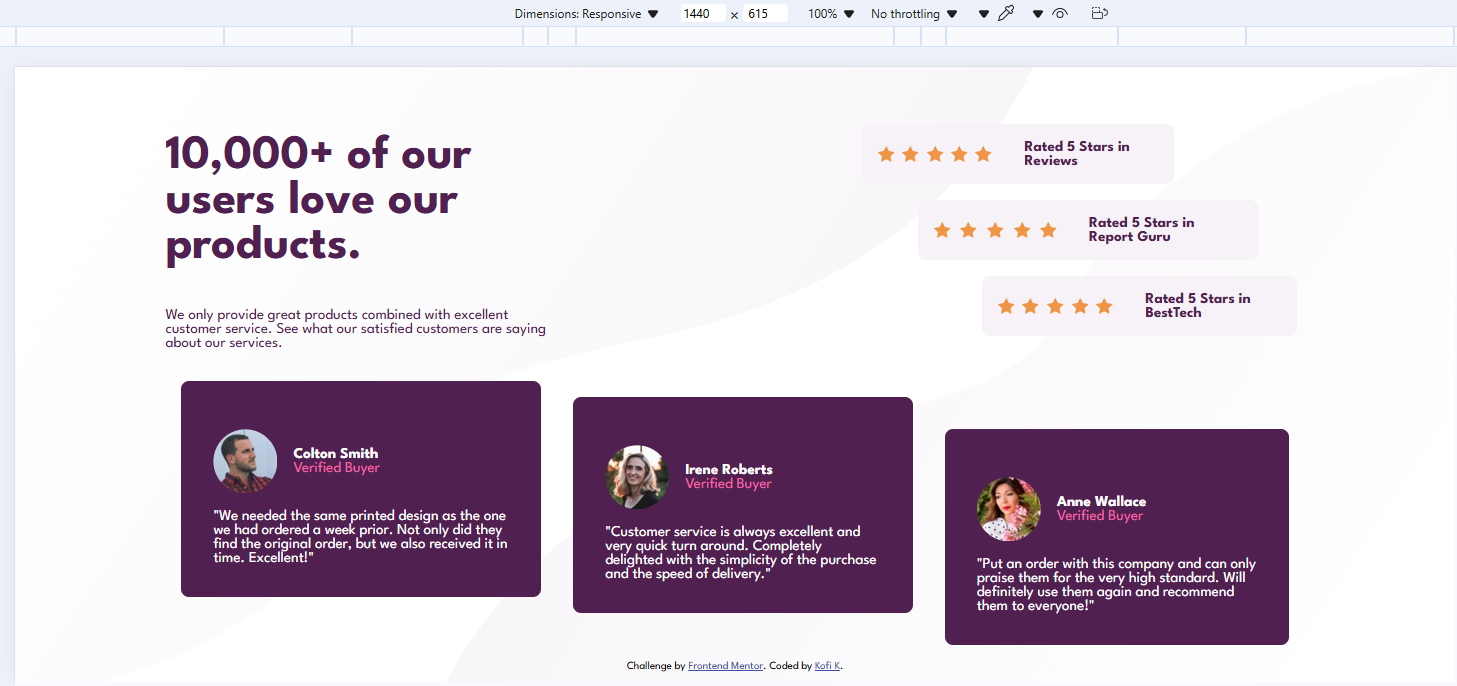 Dimensions: Responsive 1440 x 615 100% No throttling
10,000+ of our
users love our
products.
We only provide great products combined with excellent
customer service. See what our satisfied customers are saying
about our services.
Rated 5 Stars in
Reviews
Rated 5 Stars in
Report Guru
Rated 5 Stars in
BestTech
Colton Smith
Verified Buyer
"We needed the same printed design as the one
we had ordered a week prior. Not only did they
find the original order, but we also received it in
time. Excellent!"
Irene Roberts
Verified Buyer
"Customer service is always excellent and
very quick turn around. Completely
delighted with the simplicity of the purchase
and the speed of delivery."
Anne Wallace
Verified Buyer
"Put an order with this company and can only
praise them for the very high standard. Will
definitely use them again and recommend
them to everyone!"
Challenge by Frontend Mentor. Coded by Kofi K.